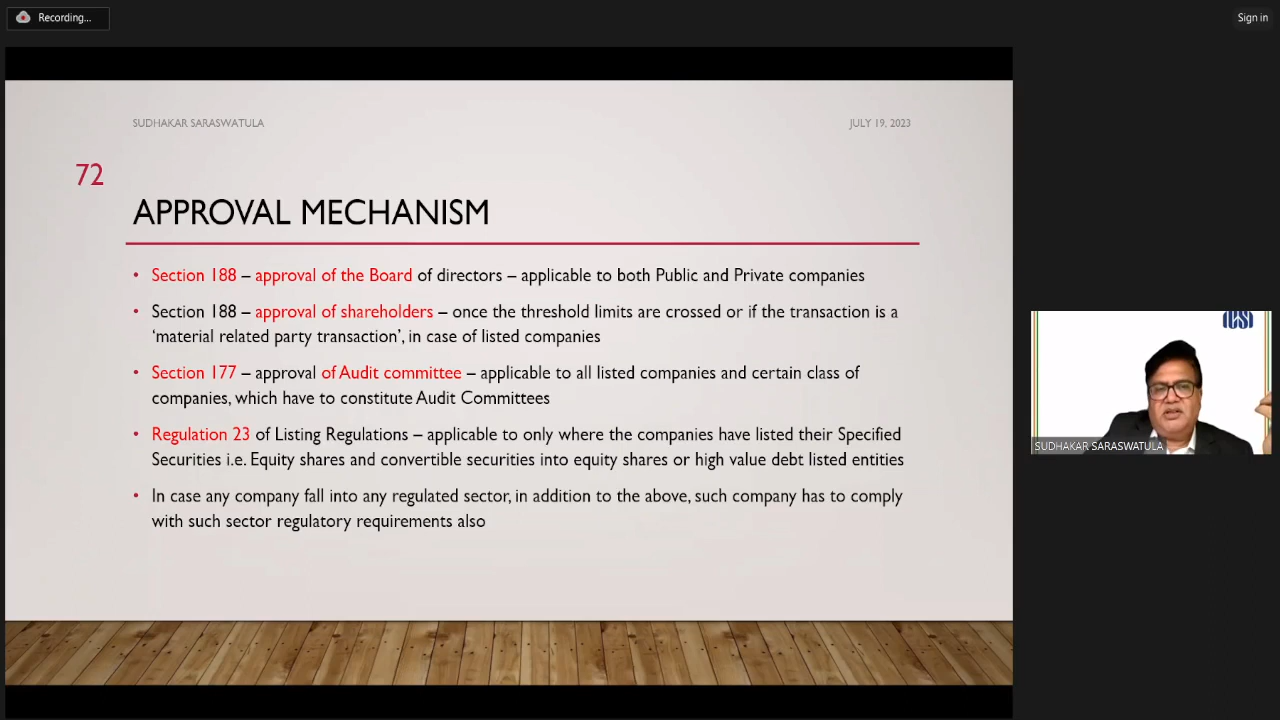 Recording...
Sign in
SUDHAKAR SARASWATULA
JULY 19, 2023
72
APPROVAL MECHANISM
• Section 188 – approval of the Board of directors – applicable to both Public and Private companies
• Section 188 – approval of shareholders – once the threshold limits are crossed or if the transaction is a
‘material related party transaction’, in case of listed companies
• Section 177 – approval of Audit committee – applicable to all listed companies and certain class of
companies, which have to constitute Audit Committees
• Regulation 23 of Listing Regulations – applicable to only where the companies have listed their Specified
Securities i.e. Equity shares and convertible securities into equity shares or high value debt listed entities
• In case any company fall into any regulated sector, in addition to the above, such company has to comply
with such sector regulatory requirements also
ICSI
SUDHAKAR SARASWATULA